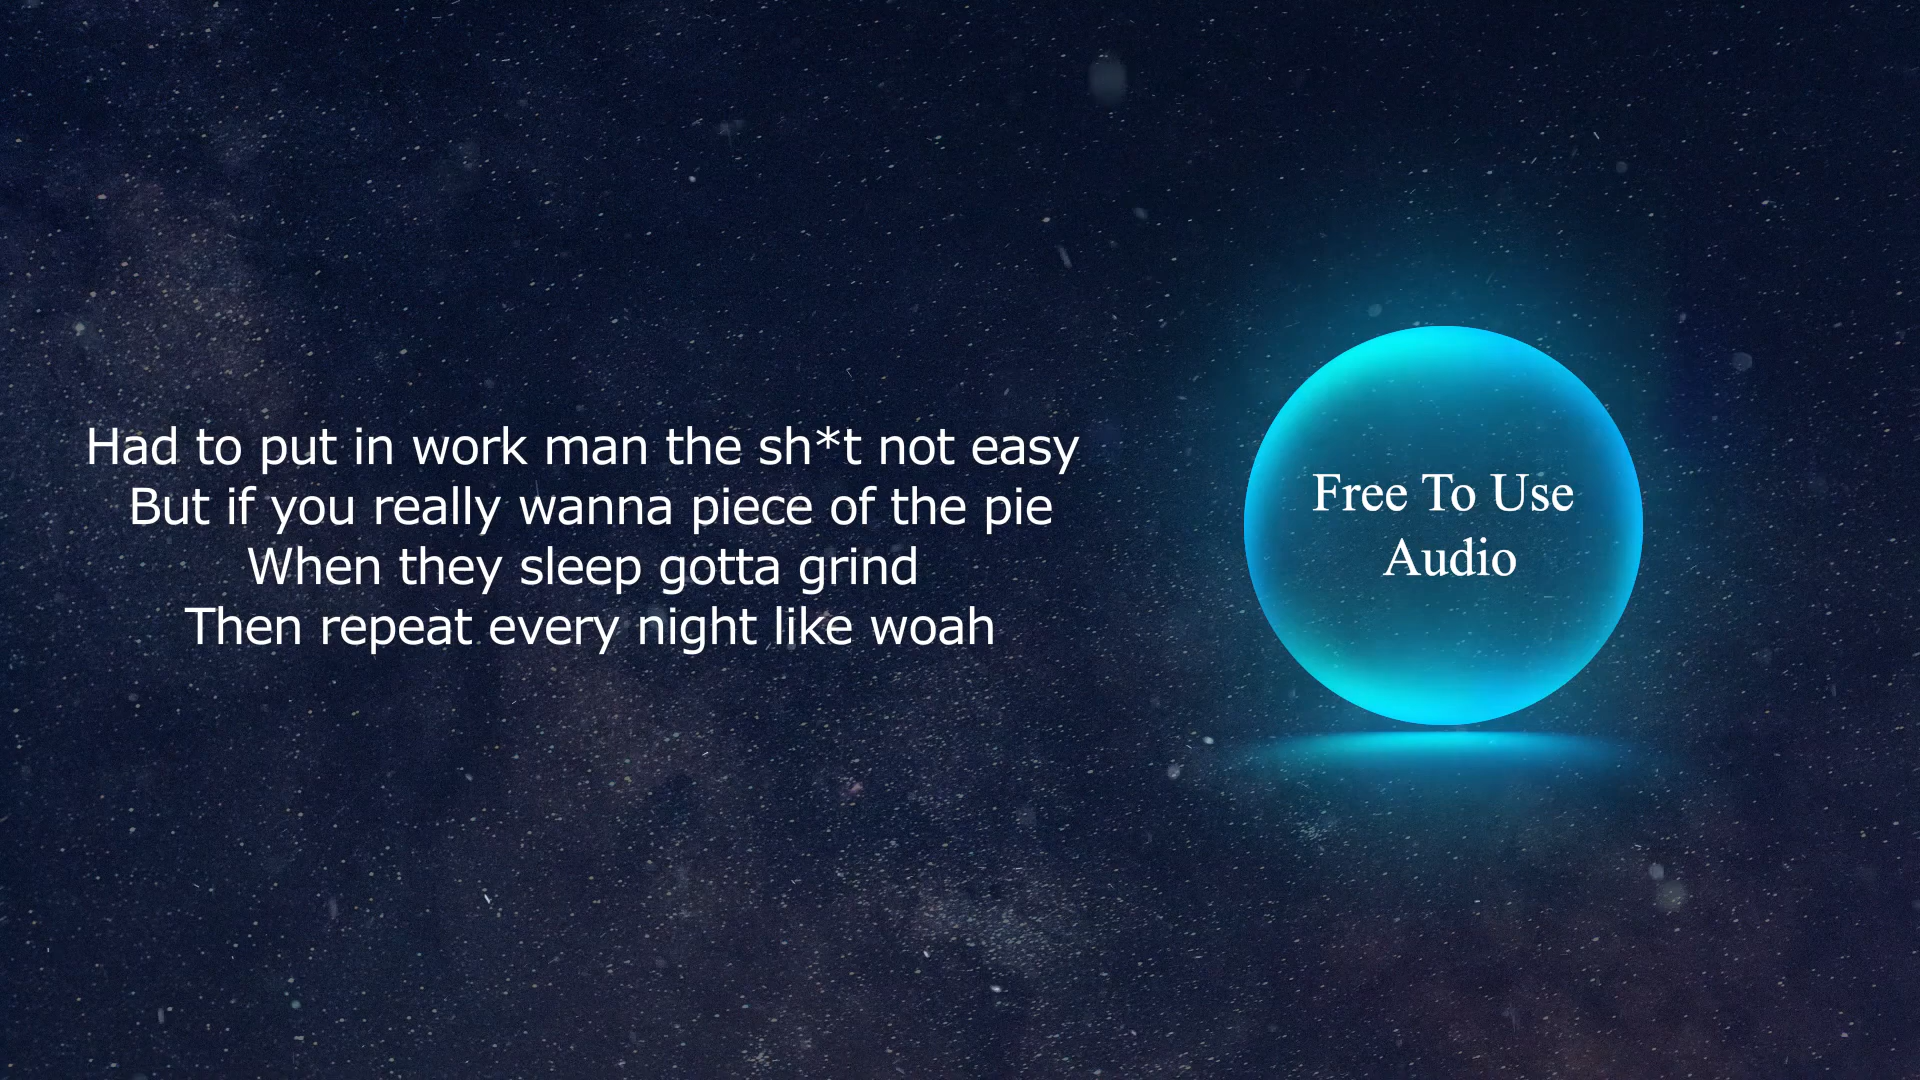 Had to put in work man the sh*t not easy
But if you really wanna piece of the pie
When they sleep gotta grind
Then repeat every night like woah
Free To Use
Audio